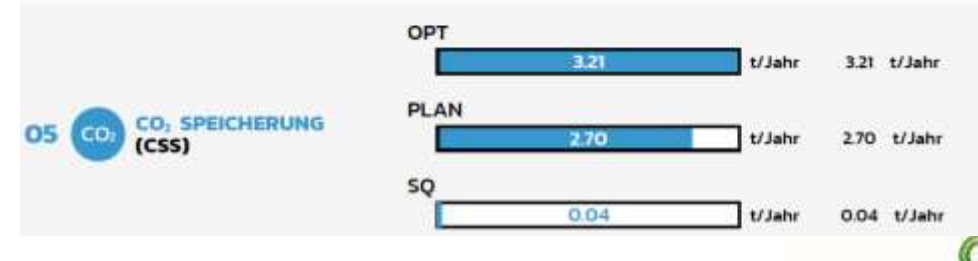 OPT
3.21 t/Jahr 3.21 t/Jahr
05 CO₂ CO₂ SPEICHERUNG
(CSS)
PLAN
2.70 t/Jahr 2.70 t/Jahr
SQ
0.04 t/Jahr 0.04 t/Jahr